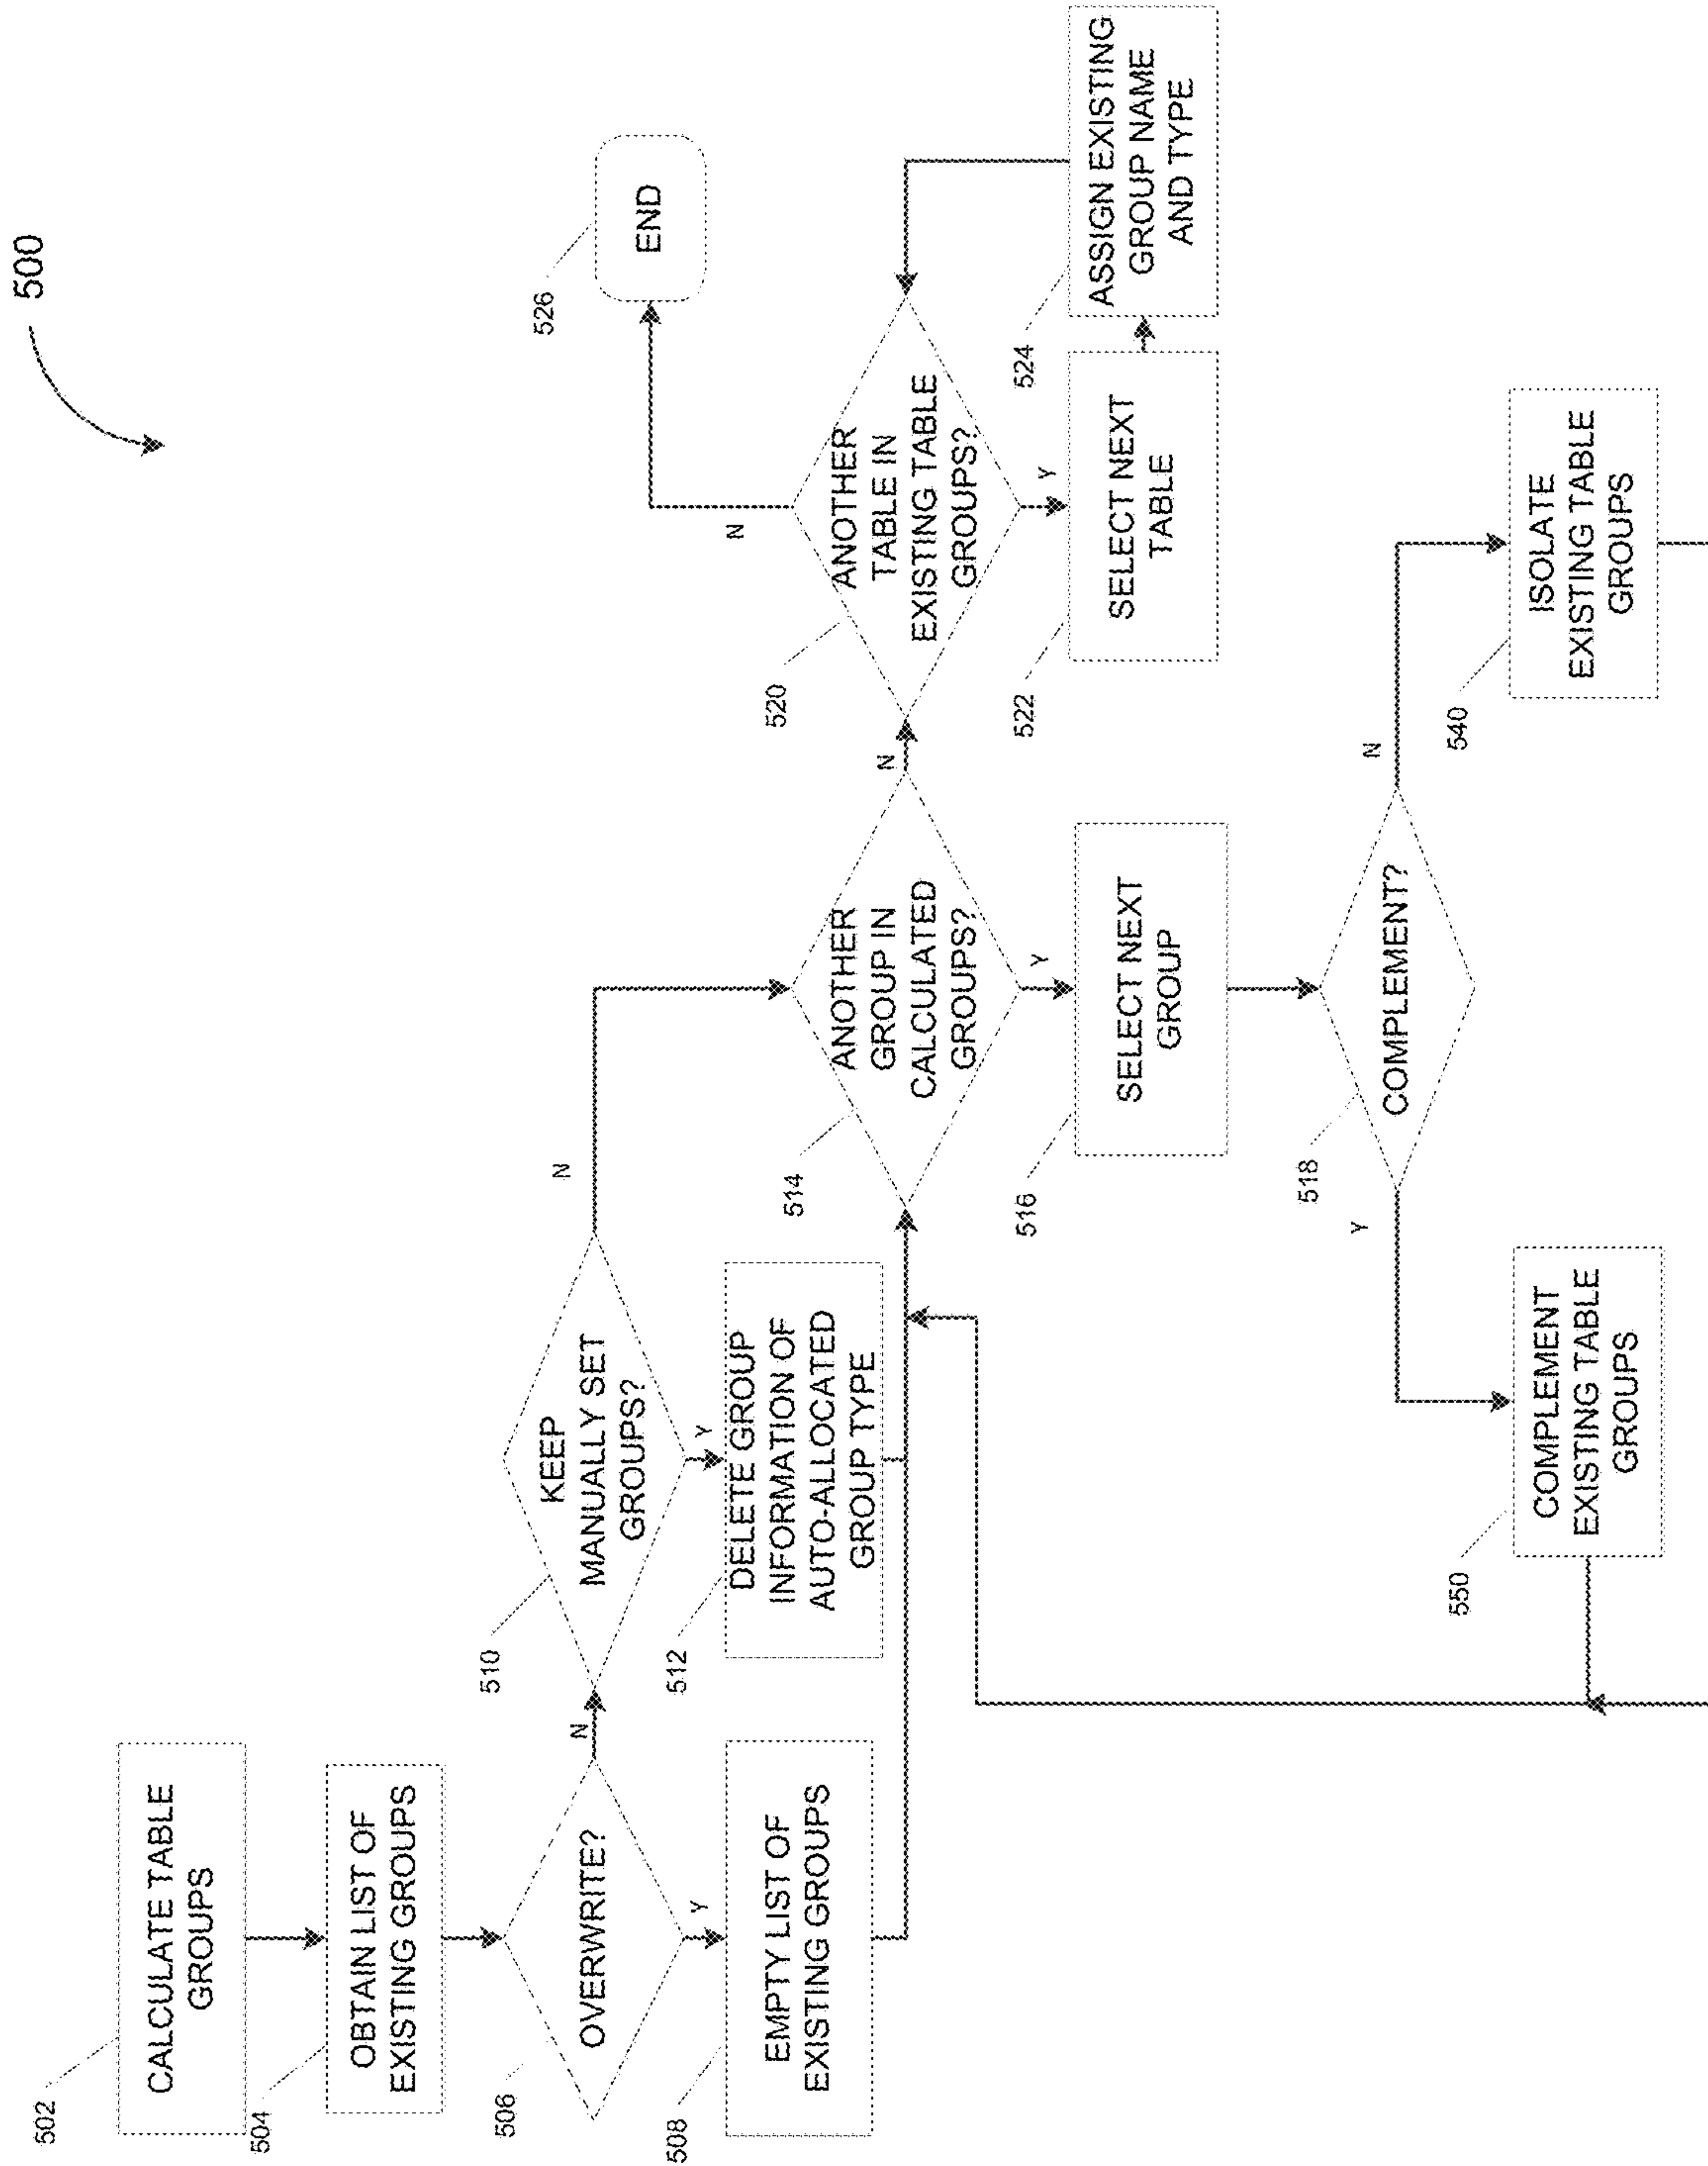 500
502
CALCULATE TABLE
GROUPS
504
OBTAIN LIST OF
EXISTING GROUPS
506
OVERWRITE?
N
Y
508
EMPTY LIST OF
EXISTING GROUPS
510
KEEP
MANUALLY SET
GROUPS?
N
Y
512
DELETE GROUP
INFORMATION OF
AUTO-ALLOCATED
GROUP TYPE
514
ANOTHER
GROUP IN
CALCULATED
GROUPS?
N
Y
516
SELECT NEXT
GROUP
518
COMPLEMENT?
Y
N
520
ANOTHER
TABLE IN
EXISTING TABLE
GROUPS?
N
Y
522
SELECT NEXT
TABLE
524
ASSIGN EXISTING
GROUP NAME
AND TYPE
526
END
550
COMPLEMENT
EXISTING TABLE
GROUPS
540
ISOLATE
EXISTING TABLE
GROUPS